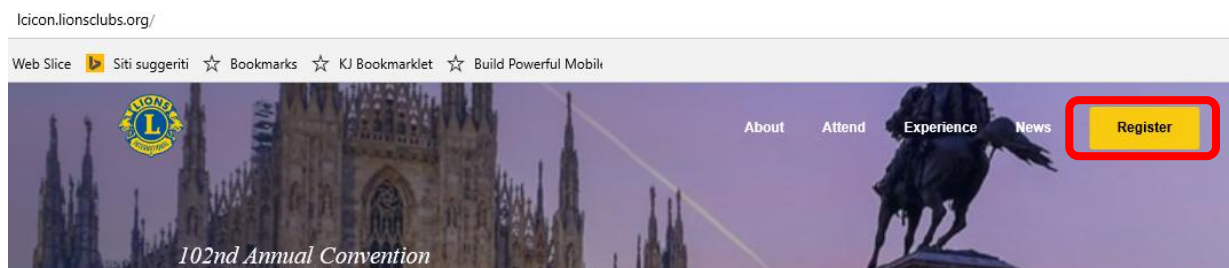 lcicon.lionsclubs.org/
Web Slice Siti suggeriti Bookmarks KJ Bookmarklet Build Powerful Mobile
LIONS
L
INTERNATIONAL
About Attend Experience News Register
102nd Annual Convention